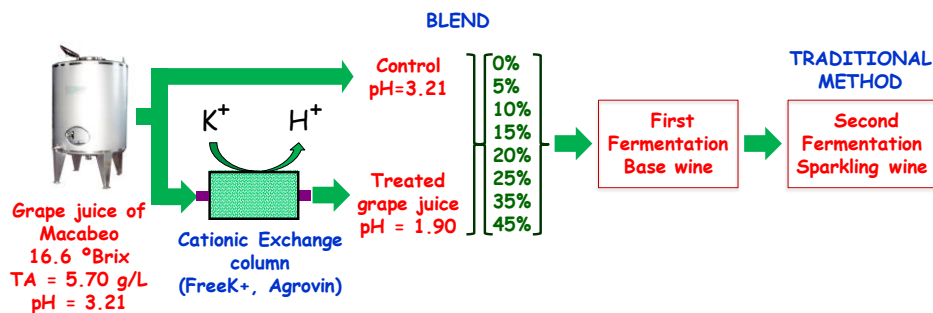 BLEND
Control
pH=3.21
K+
H+
Treated
grape juice
pH = 1.90
0%
5%
10%
15%
20%
25%
35%
45%
First
Fermentation
Base wine
TRADITIONAL
METHOD
Second
Fermentation
Sparkling wine
Grape juice of
Macabeo
16.6 ºBrix
TA = 5.70 g/L
pH = 3.21
Cationic Exchange
column
(FreeK+, Agrovin)